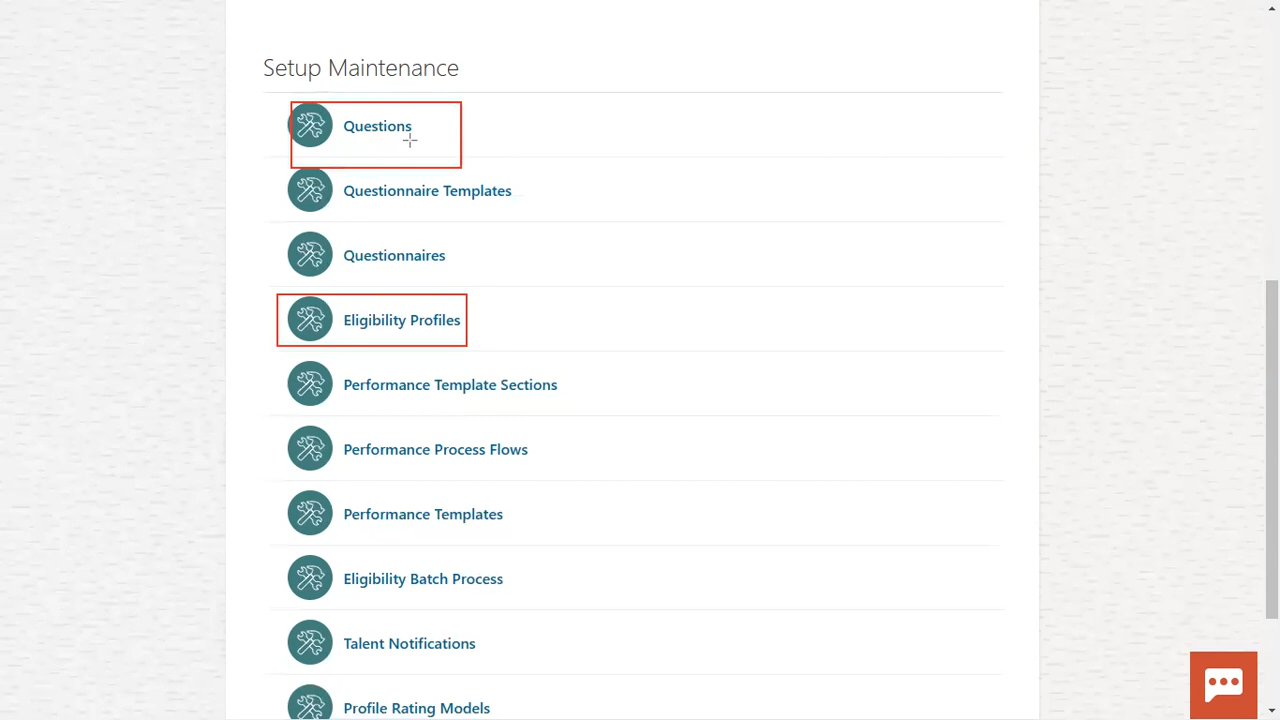 Setup Maintenance
Questions
Questionnaire Templates
Questionnaires
Eligibility Profiles
Performance Template Sections
Performance Process Flows
Performance Templates
Eligibility Batch Process
Talent Notifications
Profile Rating Models